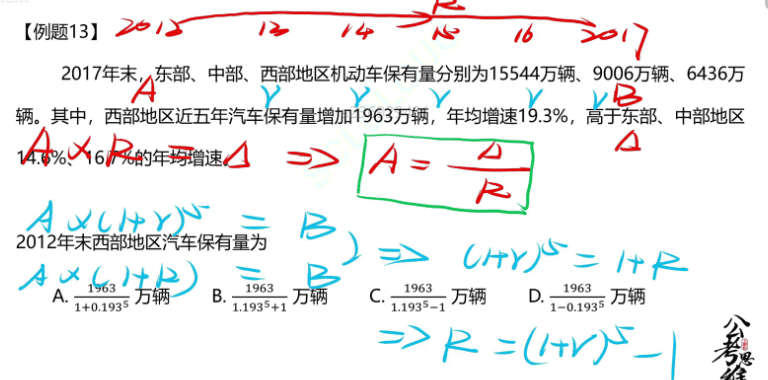 R
【例题13】 2012 13 14 15 16 2017
2017年末，东部、中部、西部地区机动车保有量分别为15544万辆、9006万辆、6436万
A r r r r r B
辆。其中，西部地区近五年汽车保有量增加1963万辆，年均增速19.3%，高于东部、中部地区
Δ
14.6%、16.7%的年均增速。
A×R = Δ ⇒ A = Δ/R
A×(1+r)^5 = B
2012年末西部地区汽车保有量为
A×(1+R) = B ) ⇒ (1+r)^5 = 1+R
A. 1963/(1+0.193^5) 万辆 B. 1963/(1.193^5+1) 万辆 C. 1963/(1.193^5−1) 万辆 D. 1963/(1−0.193^5) 万辆
⇒ R = (1+r)^5 − 1
公考思维